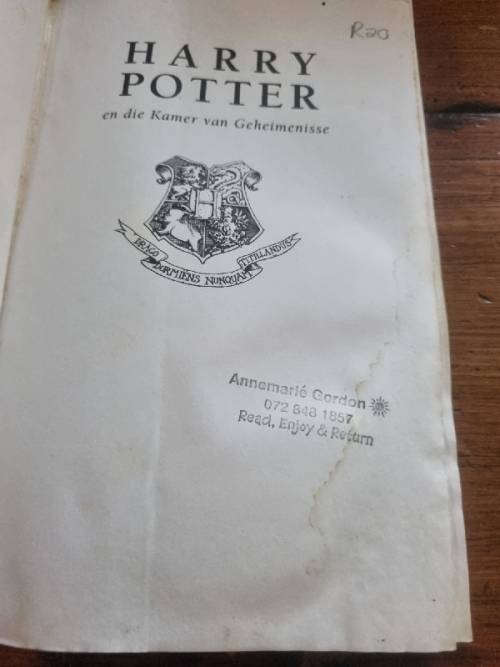 R20
HARRY
POTTER
en die Kamer van Geheimenisse
DRACO
DORMIENS NUNQUAM
TITILLANDUS
Annemarié Gordon
072 848 1857
Read, Enjoy & Return